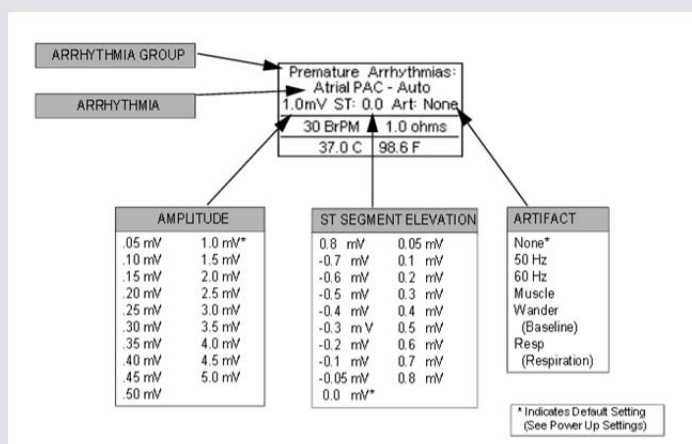 ARRHYTHMIA GROUP
ARRHYTHMIA
Premature Arrhythmias:
Atrial PAC - Auto
1.0mV ST: 0.0 Art: None
30 BrPM 1.0 ohms
37.0 C 98.6 F
AMPLITUDE
.05 mV 1.0 mV*
.10 mV 1.5 mV
.15 mV 2.0 mV
.20 mV 2.5 mV
.25 mV 3.0 mV
.30 mV 3.5 mV
.35 mV 4.0 mV
.40 mV 4.5 mV
.45 mV 5.0 mV
.50 mV
ST SEGMENT ELEVATION
0.8 mV 0.05 mV
-0.7 mV 0.1 mV
-0.6 mV 0.2 mV
-0.5 mV 0.3 mV
-0.4 mV 0.4 mV
-0.3 m V 0.5 mV
-0.2 mV 0.6 mV
-0.1 mV 0.7 mV
-0.05 mV 0.8 mV
0.0 mV*
ARTIFACT
None*
50 Hz
60 Hz
Muscle
Wander
(Baseline)
Resp
(Respiration)
* Indicates Default Setting
(See Power Up Settings)